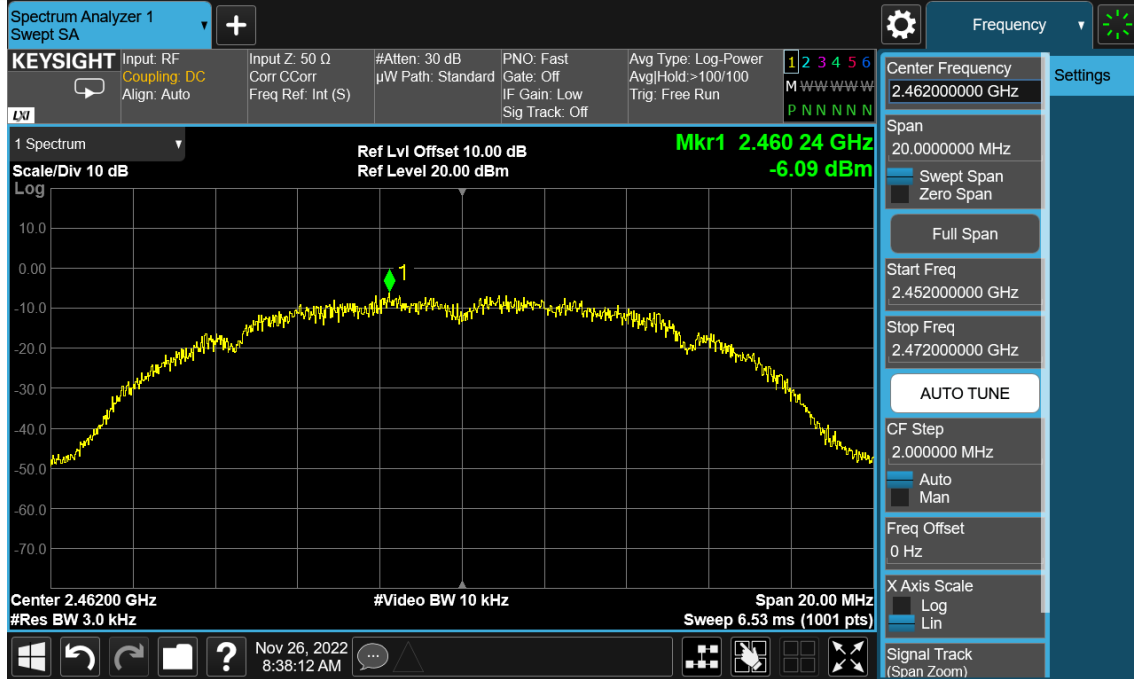 Spectrum Analyzer 1
Swept SA
Frequency
KEYSIGHT
LXI
Input: RF
Coupling: DC
Align: Auto
Input Z: 50 Ω
Corr CCorr
Freq Ref: Int (S)
#Atten: 30 dB
µW Path: Standard
PNO: Fast
Gate: Off
IF Gain: Low
Sig Track: Off
Avg Type: Log-Power
Avg|Hold:>100/100
Trig: Free Run
1 2 3 4 5 6
M W W W W W
P N N N N N
1 Spectrum
Scale/Div 10 dB
Ref Lvl Offset 10.00 dB
Ref Level 20.00 dBm
Mkr1 2.460 24 GHz
-6.09 dBm
Log
10.0
0.00
-10.0
-20.0
-30.0
-40.0
-50.0
-60.0
-70.0
1
Center 2.46200 GHz
#Res BW 3.0 kHz
#Video BW 10 kHz
Span 20.00 MHz
Sweep 6.53 ms (1001 pts)
?
Nov 26, 2022
8:38:12 AM
Center Frequency
2.462000000 GHz
Settings
Span
20.0000000 MHz
Swept Span
Zero Span
Full Span
Start Freq
2.452000000 GHz
Stop Freq
2.472000000 GHz
AUTO TUNE
CF Step
2.000000 MHz
Auto
Man
Freq Offset
0 Hz
X Axis Scale
Log
Lin
Signal Track
(Span Zoom)